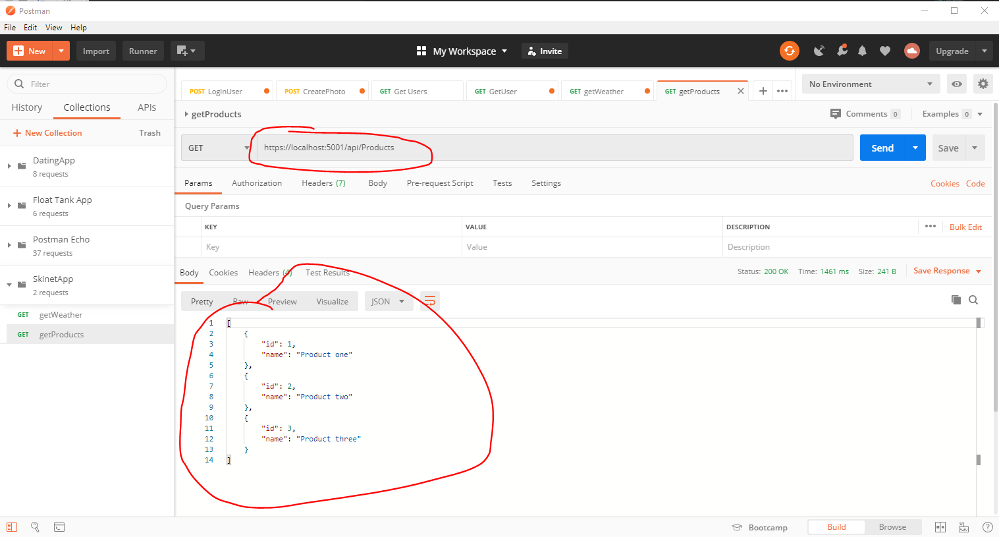 Postman
File Edit View Help
New Import Runner My Workspace Invite Upgrade
Filter
History Collections APIs
New Collection Trash
DatingApp
8 requests
Float Tank App
6 requests
Postman Echo
37 requests
SkinetApp
2 requests
GET getWeather
GET getProducts
POST LoginUser POST CreatePhoto GET Get Users GET GetUser GET getWeather GET getProducts No Environment
getProducts Comments 0 Examples 0
GET https://localhost:5001/api/Products Send Save
Params Authorization Headers (7) Body Pre-request Script Tests Settings Cookies Code
Query Params
KEY VALUE DESCRIPTION Bulk Edit
Key Value Description
Body Cookies Headers (4) Test Results Status: 200 OK Time: 1461 ms Size: 241 B Save Response
Pretty Raw Preview Visualize JSON
1 [
2 {
3 "id": 1,
4 "name": "Product one"
5 },
6 {
7 "id": 2,
8 "name": "Product two"
9 },
10 {
11 "id": 3,
12 "name": "Product three"
13 }
14 ]
Bootcamp Build Browse